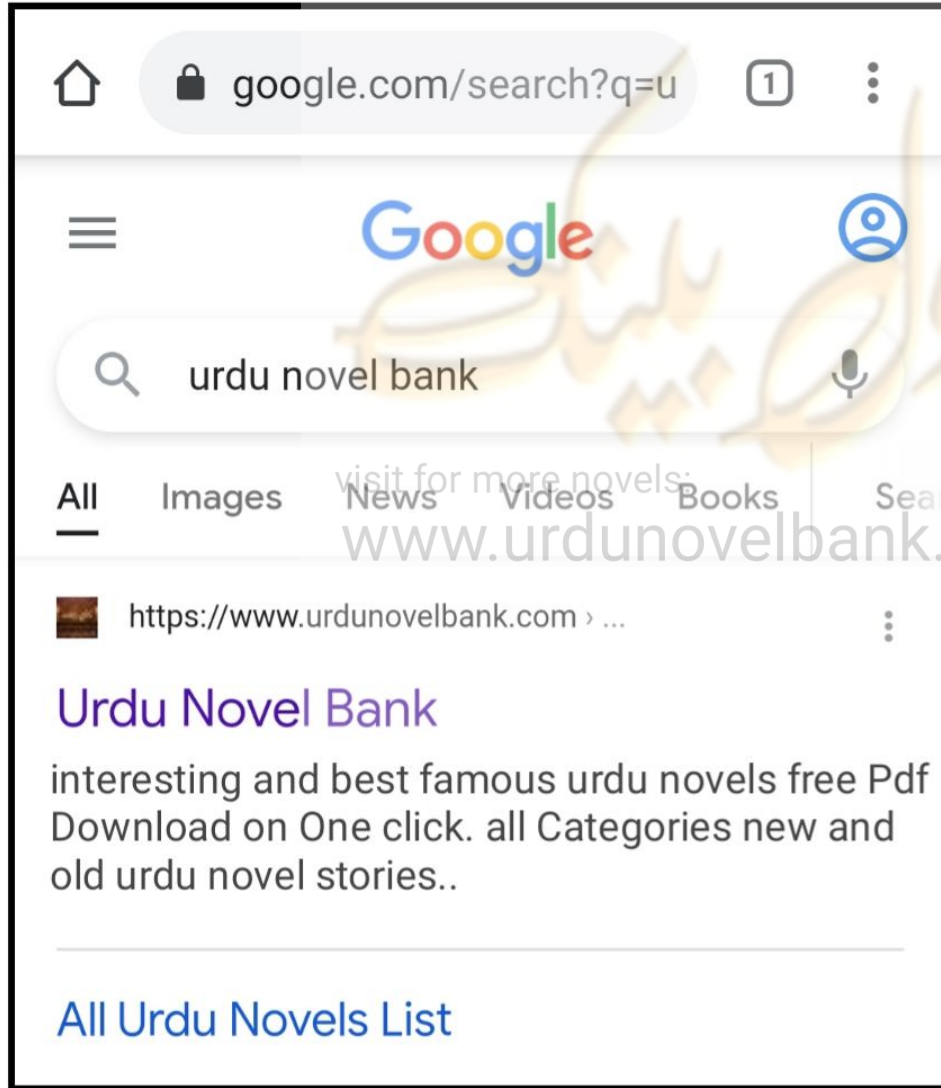 google.com/search?q=u
1
Google
urdu novel bank
All Images News Videos Books Sea
visit for more novels:
www.urdunovelbank.
https://www.urdunovelbank.com › ...
Urdu Novel Bank
interesting and best famous urdu novels free Pdf
Download on One click. all Categories new and
old urdu novel stories..
All Urdu Novels List